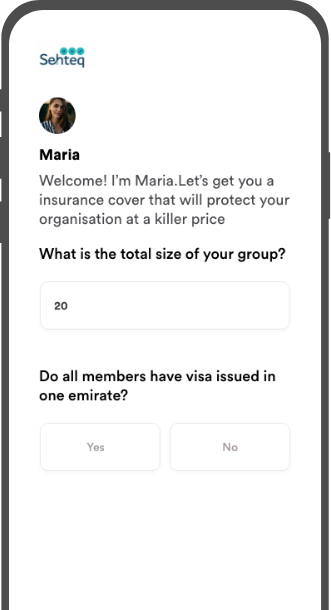 Sehteq
Maria
Welcome! I'm Maria.Let's get you a
insurance cover that will protect your
organisation at a killer price
What is the total size of your group?
20
Do all members have visa issued in
one emirate?
Yes
No